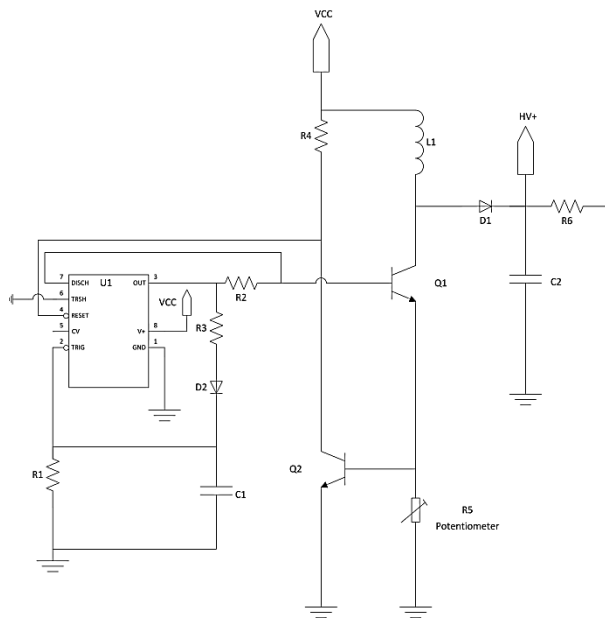 VCC
HV+
R4
L1
D1
R6
7
DISCH
U1
OUT
3
6
TRSH
VCC
R2
Q1
C2
4
RESET
5
CV
V+
8
R3
2
TRIG
GND
1
D2
R1
C1
Q2
R5
Potentiometer